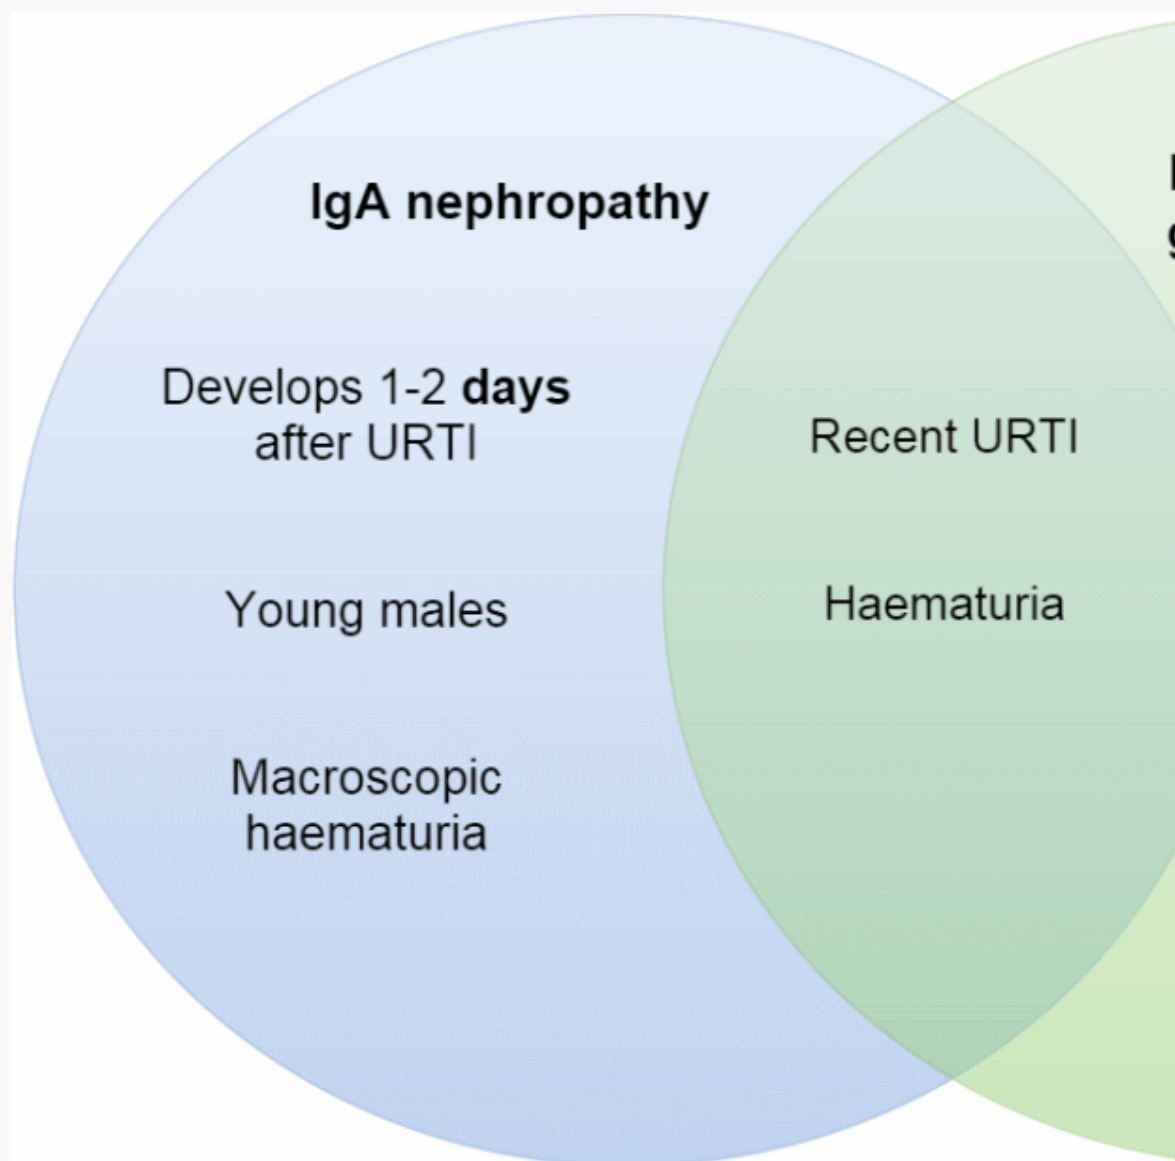 IgA nephropathy
Develops 1-2 days
after URTI
Young males
Macroscopic
haematuria
Recent URTI
Haematuria